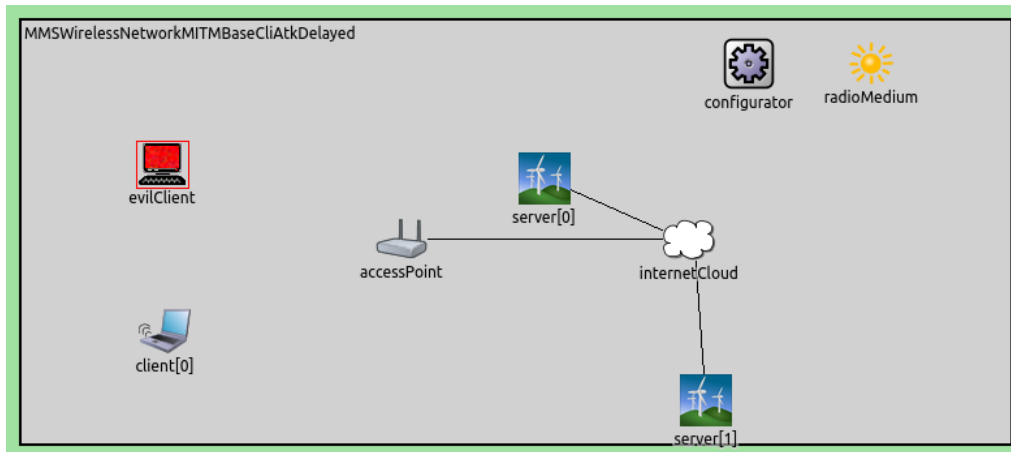 MMSWirelessNetworkMITMBaseCliAtkDelayed
configurator
radioMedium
evilClient
server[0]
accessPoint
internetCloud
client[0]
server[1]